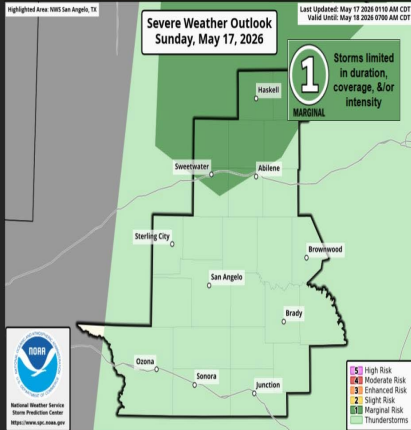 Highlighted Area: NWS San Angelo, TX
Severe Weather Outlook
Sunday, May 17, 2026
Last Updated: May 17 2026 0110 AM CDT
Valid Until: May 18 2026 0700 AM CDT
1
MARGINAL
Storms limited
in duration,
coverage, &/or
intensity
Haskell
Sweetwater
Abilene
Sterling City
Brownwood
San Angelo
Brady
Ozona
Sonora
Junction
NOAA
National Weather Service
Storm Prediction Center
https://www.spc.noaa.gov
5 High Risk
4 Moderate Risk
3 Enhanced Risk
2 Slight Risk
1 Marginal Risk
Thunderstorms